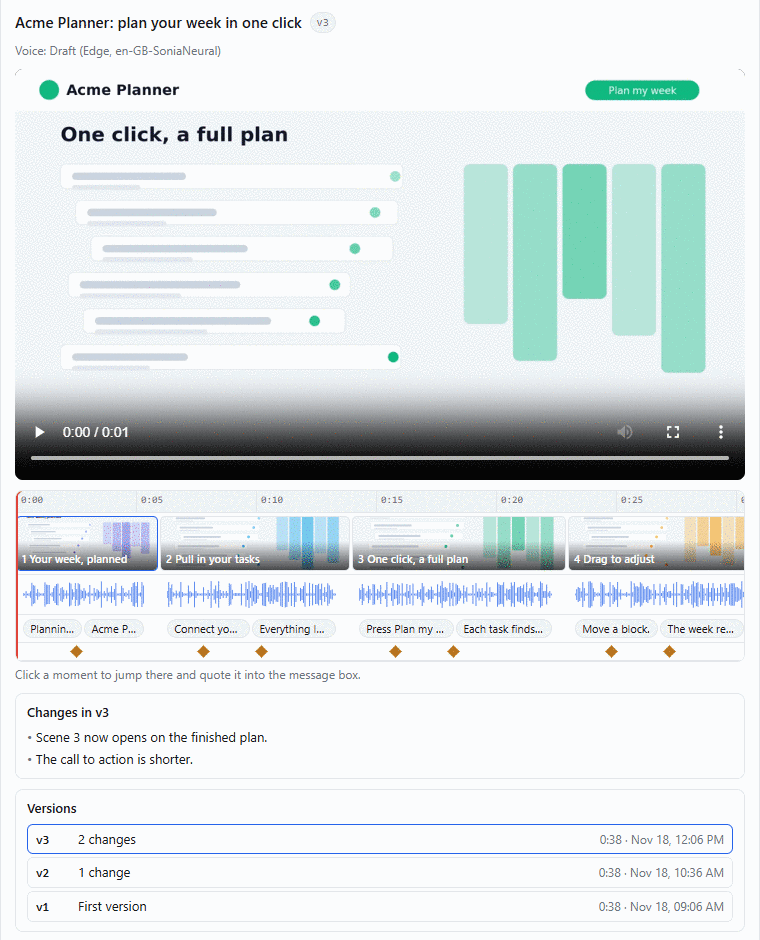 Acme Planner: plan your week in one click v3
Voice: Draft (Edge, en-GB-SoniaNeural)
Acme Planner
Plan my week
One click, a full plan
0:00 / 0:01
0:00 0:05 0:10 0:15 0:20 0:25
1 Your week, planned 2 Pull in your tasks 3 One click, a full plan 4 Drag to adjust
Plannin... Acme P... Connect yo... Everything l... Press Plan my ... Each task finds... Move a block. The week re...
Click a moment to jump there and quote it into the message box.
Changes in v3
• Scene 3 now opens on the finished plan.
• The call to action is shorter.
Versions
v3 2 changes 0:38 · Nov 18, 12:06 PM
v2 1 change 0:38 · Nov 18, 10:36 AM
v1 First version 0:38 · Nov 18, 09:06 AM